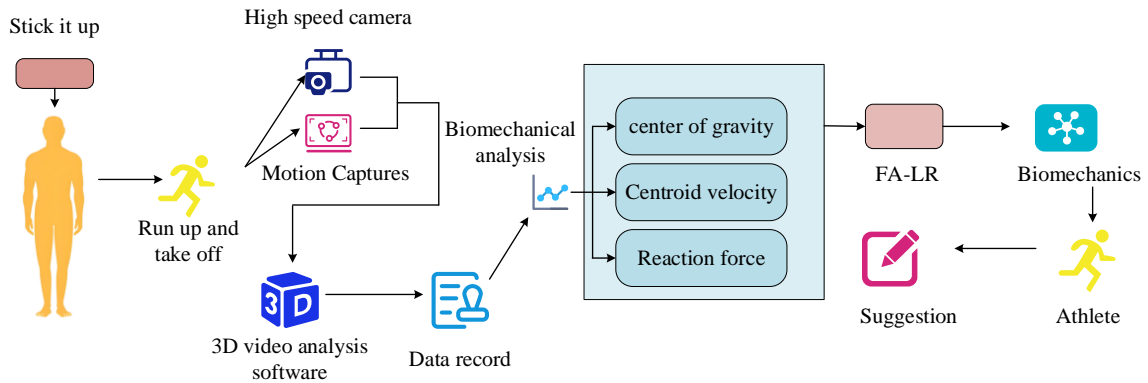 Stick it up
High speed camera
Motion Captures
Run up and
take off
3D
3D video analysis
software
Data record
Biomechanical
analysis
center of gravity
Centroid velocity
Reaction force
FA-LR
Biomechanics
Athlete
Suggestion